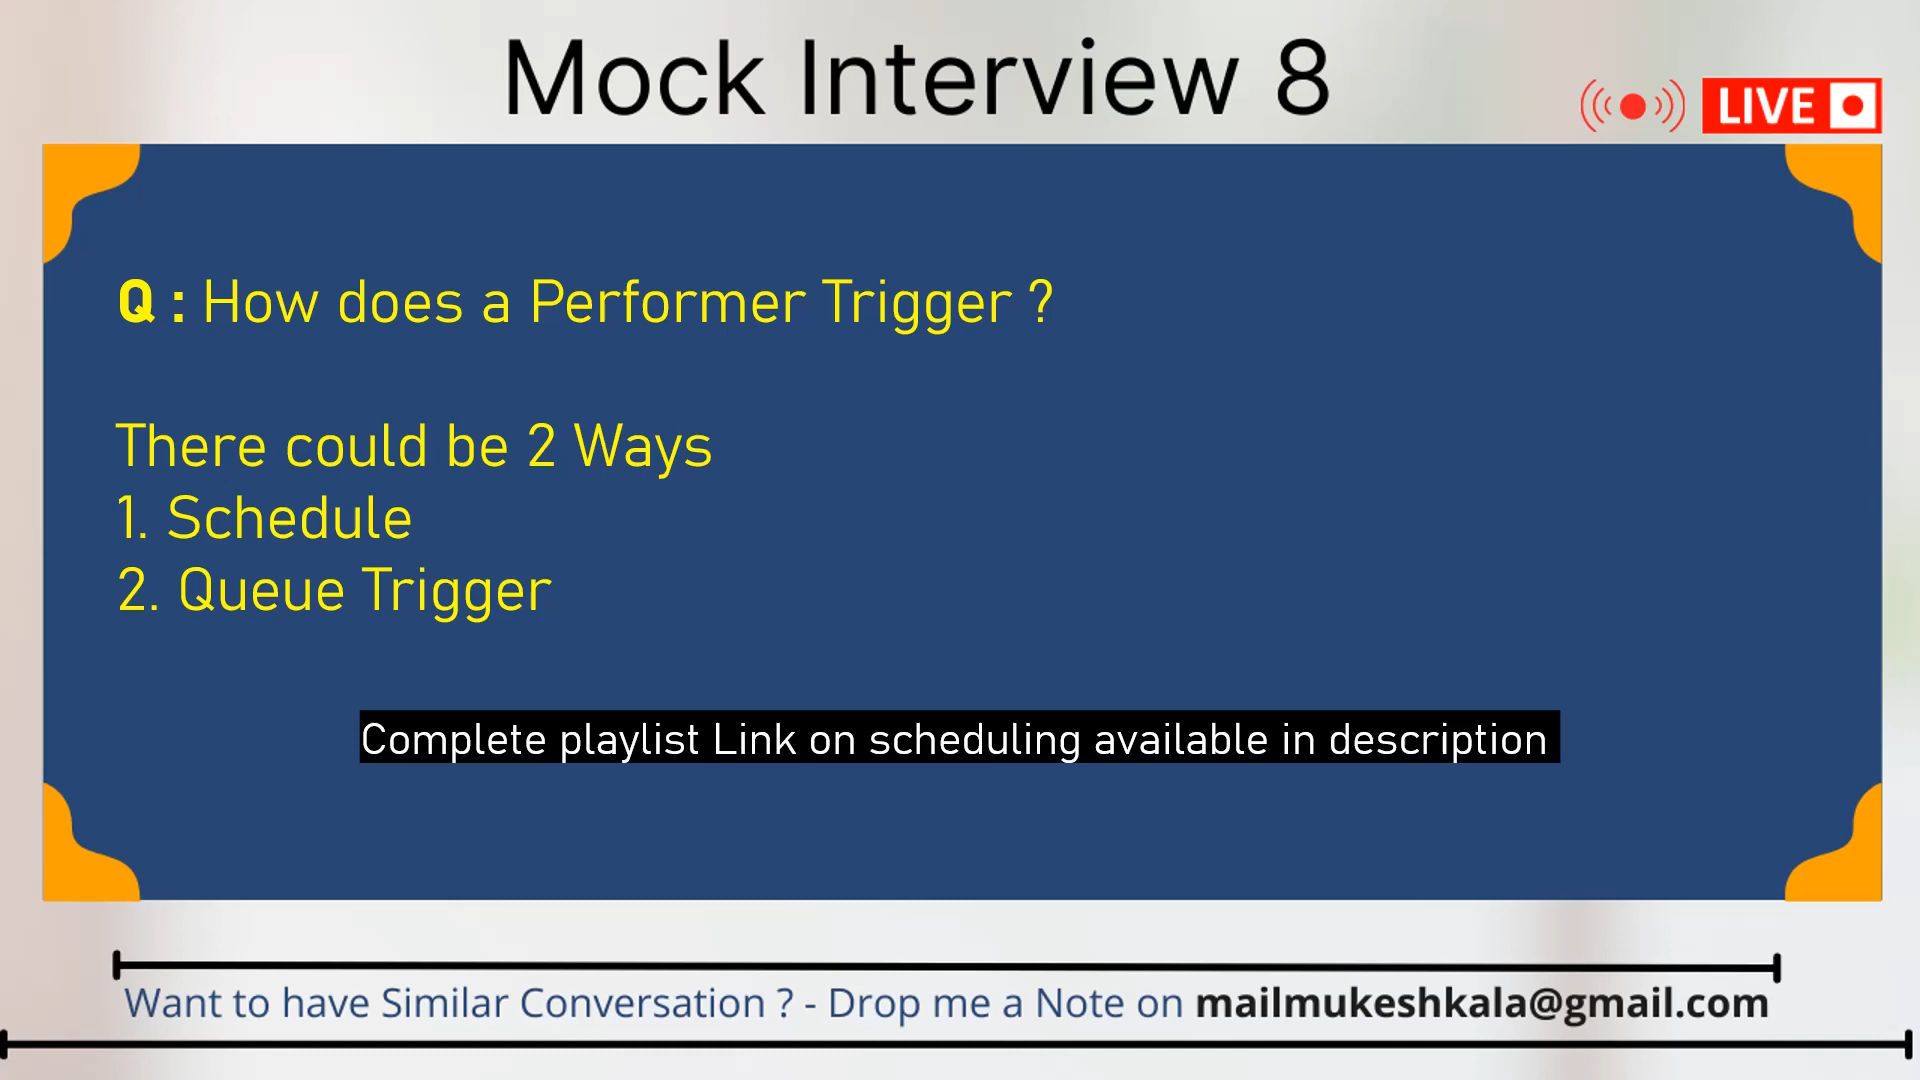 Mock Interview 8
LIVE
Q : How does a Performer Trigger ?
There could be 2 Ways
1. Schedule
2. Queue Trigger
Complete playlist Link on scheduling available in description
Want to have Similar Conversation ? - Drop me a Note on mailmukeshkala@gmail.com